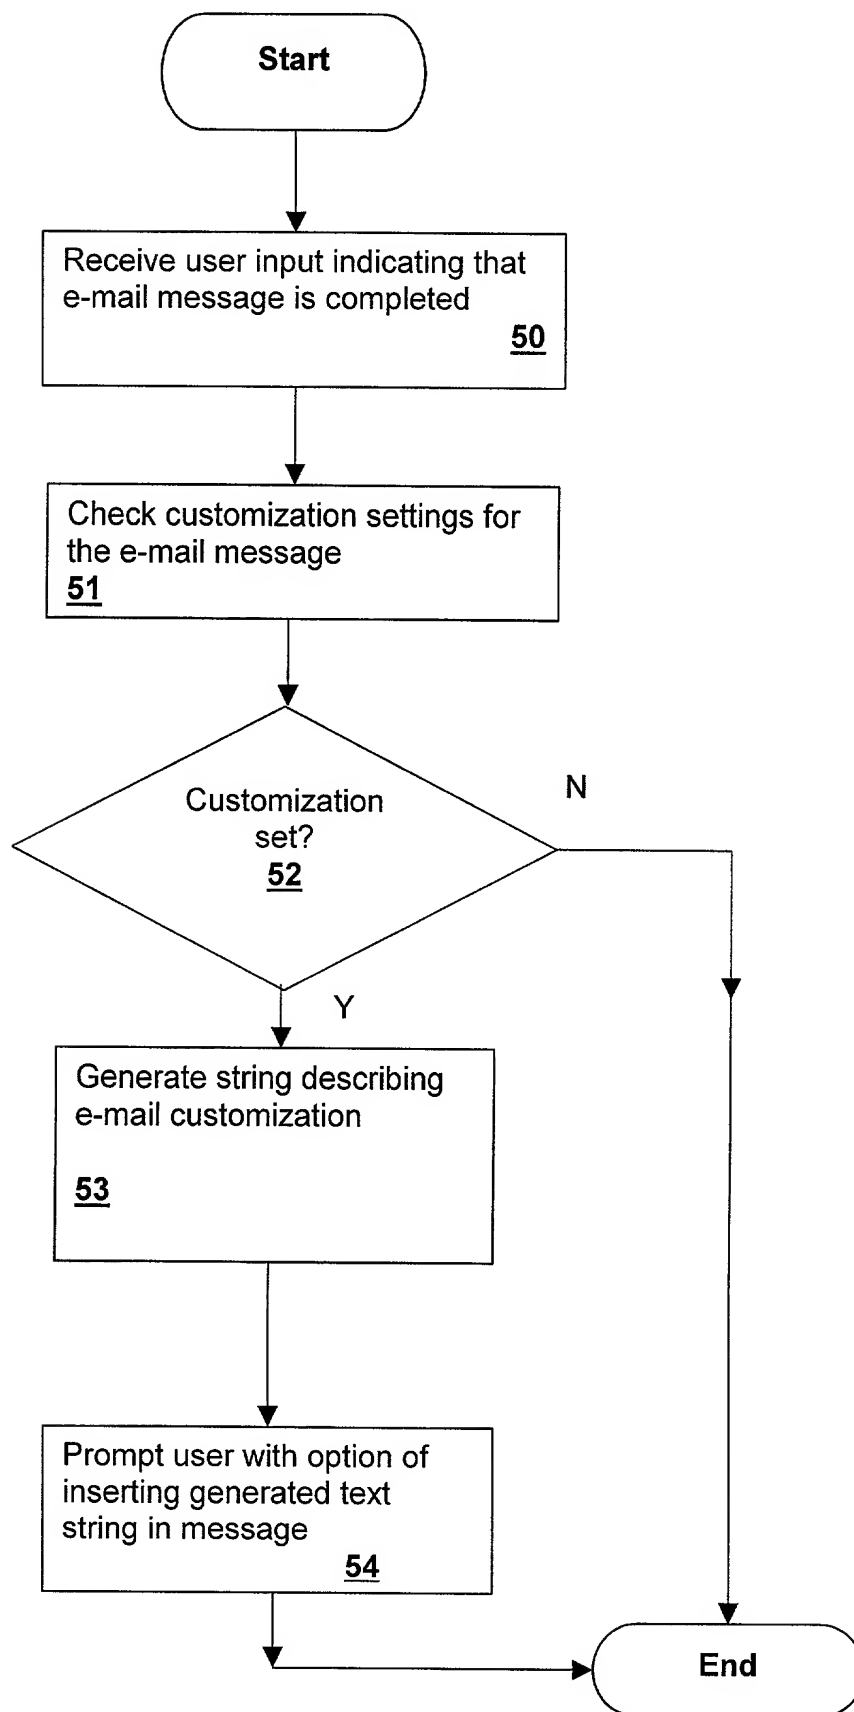 Start
Receive user input indicating that
e-mail message is completed
50
Check customization settings for
the e-mail message
51
Customization
set?
52
N
Y
Generate string describing
e-mail customization
53
Prompt user with option of
inserting generated text
string in message
54
End